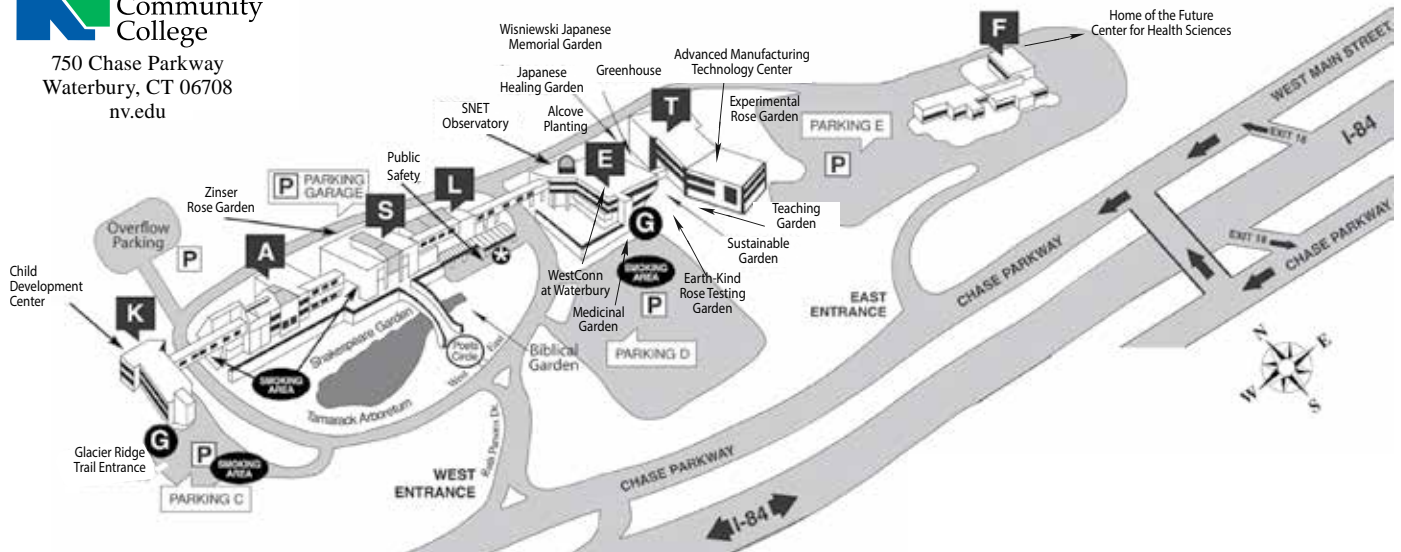 Community
College
750 Chase Parkway
Waterbury, CT 06708
nv.edu
Wisniewski Japanese
Memorial Garden
Japanese
Healing Garden
Greenhouse
Advanced Manufacturing
Technology Center
F
Home of the Future
Center for Health Sciences
WEST MAIN STREET
SNET
Observatory
Alcove
Planting
T
Experimental
Rose Garden
PARKING E
P
EXIT 18
I-84
Public
Safety
E
L
P
PARKING
GARAGE
S
Zinser
Rose Garden
A
Overflow
Parking
P
Teaching
Garden
Sustainable
Garden
G
SMOKING
AREA
P
WestConn
at Waterbury
Medicinal
Garden
Earth-Kind
Rose Testing
Garden
PARKING D
EAST
ENTRANCE
CHASE PARKWAY
EXIT 18
CHASE PARKWAY
Child
Development
Center
K
*
Shakespeare Garden
Poets
Circle
Biblical
Garden
West
East
SMOKING
AREA
Tamarack Arboretum
G
Glacier Ridge
Trail Entrance
P
SMOKING
AREA
PARKING C
WEST
ENTRANCE
CHASE PARKWAY
I-84
N
E
W
S